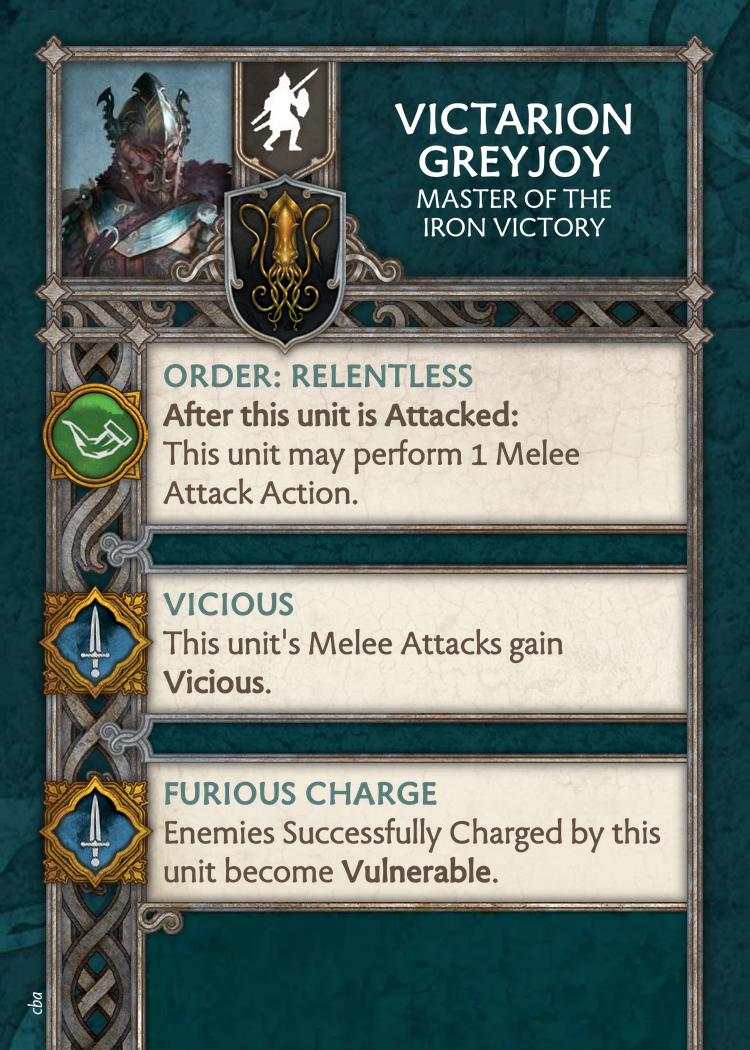 VICTARION
GREYJOY
MASTER OF THE
IRON VICTORY
ORDER: RELENTLESS
After this unit is Attacked:
This unit may perform 1 Melee
Attack Action.
VICIOUS
This unit's Melee Attacks gain
Vicious.
FURIOUS CHARGE
Enemies Successfully Charged by this
unit become Vulnerable.
cba